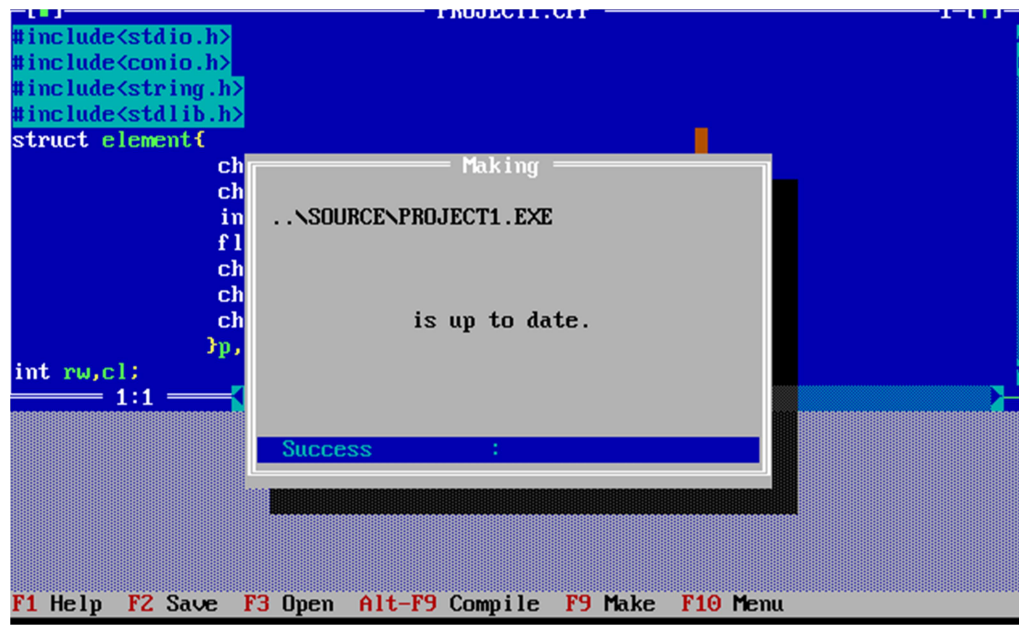 PROJECT1.CPP 1-[↑]
#include<stdio.h>
#include<conio.h>
#include<string.h>
#include<stdlib.h>
struct element{
ch
ch
in
fl
ch
ch
ch
}p,
int rw,cl;
1:1
Making
..\SOURCE\PROJECT1.EXE
is up to date.
Success :
F1 Help F2 Save F3 Open Alt-F9 Compile F9 Make F10 Menu